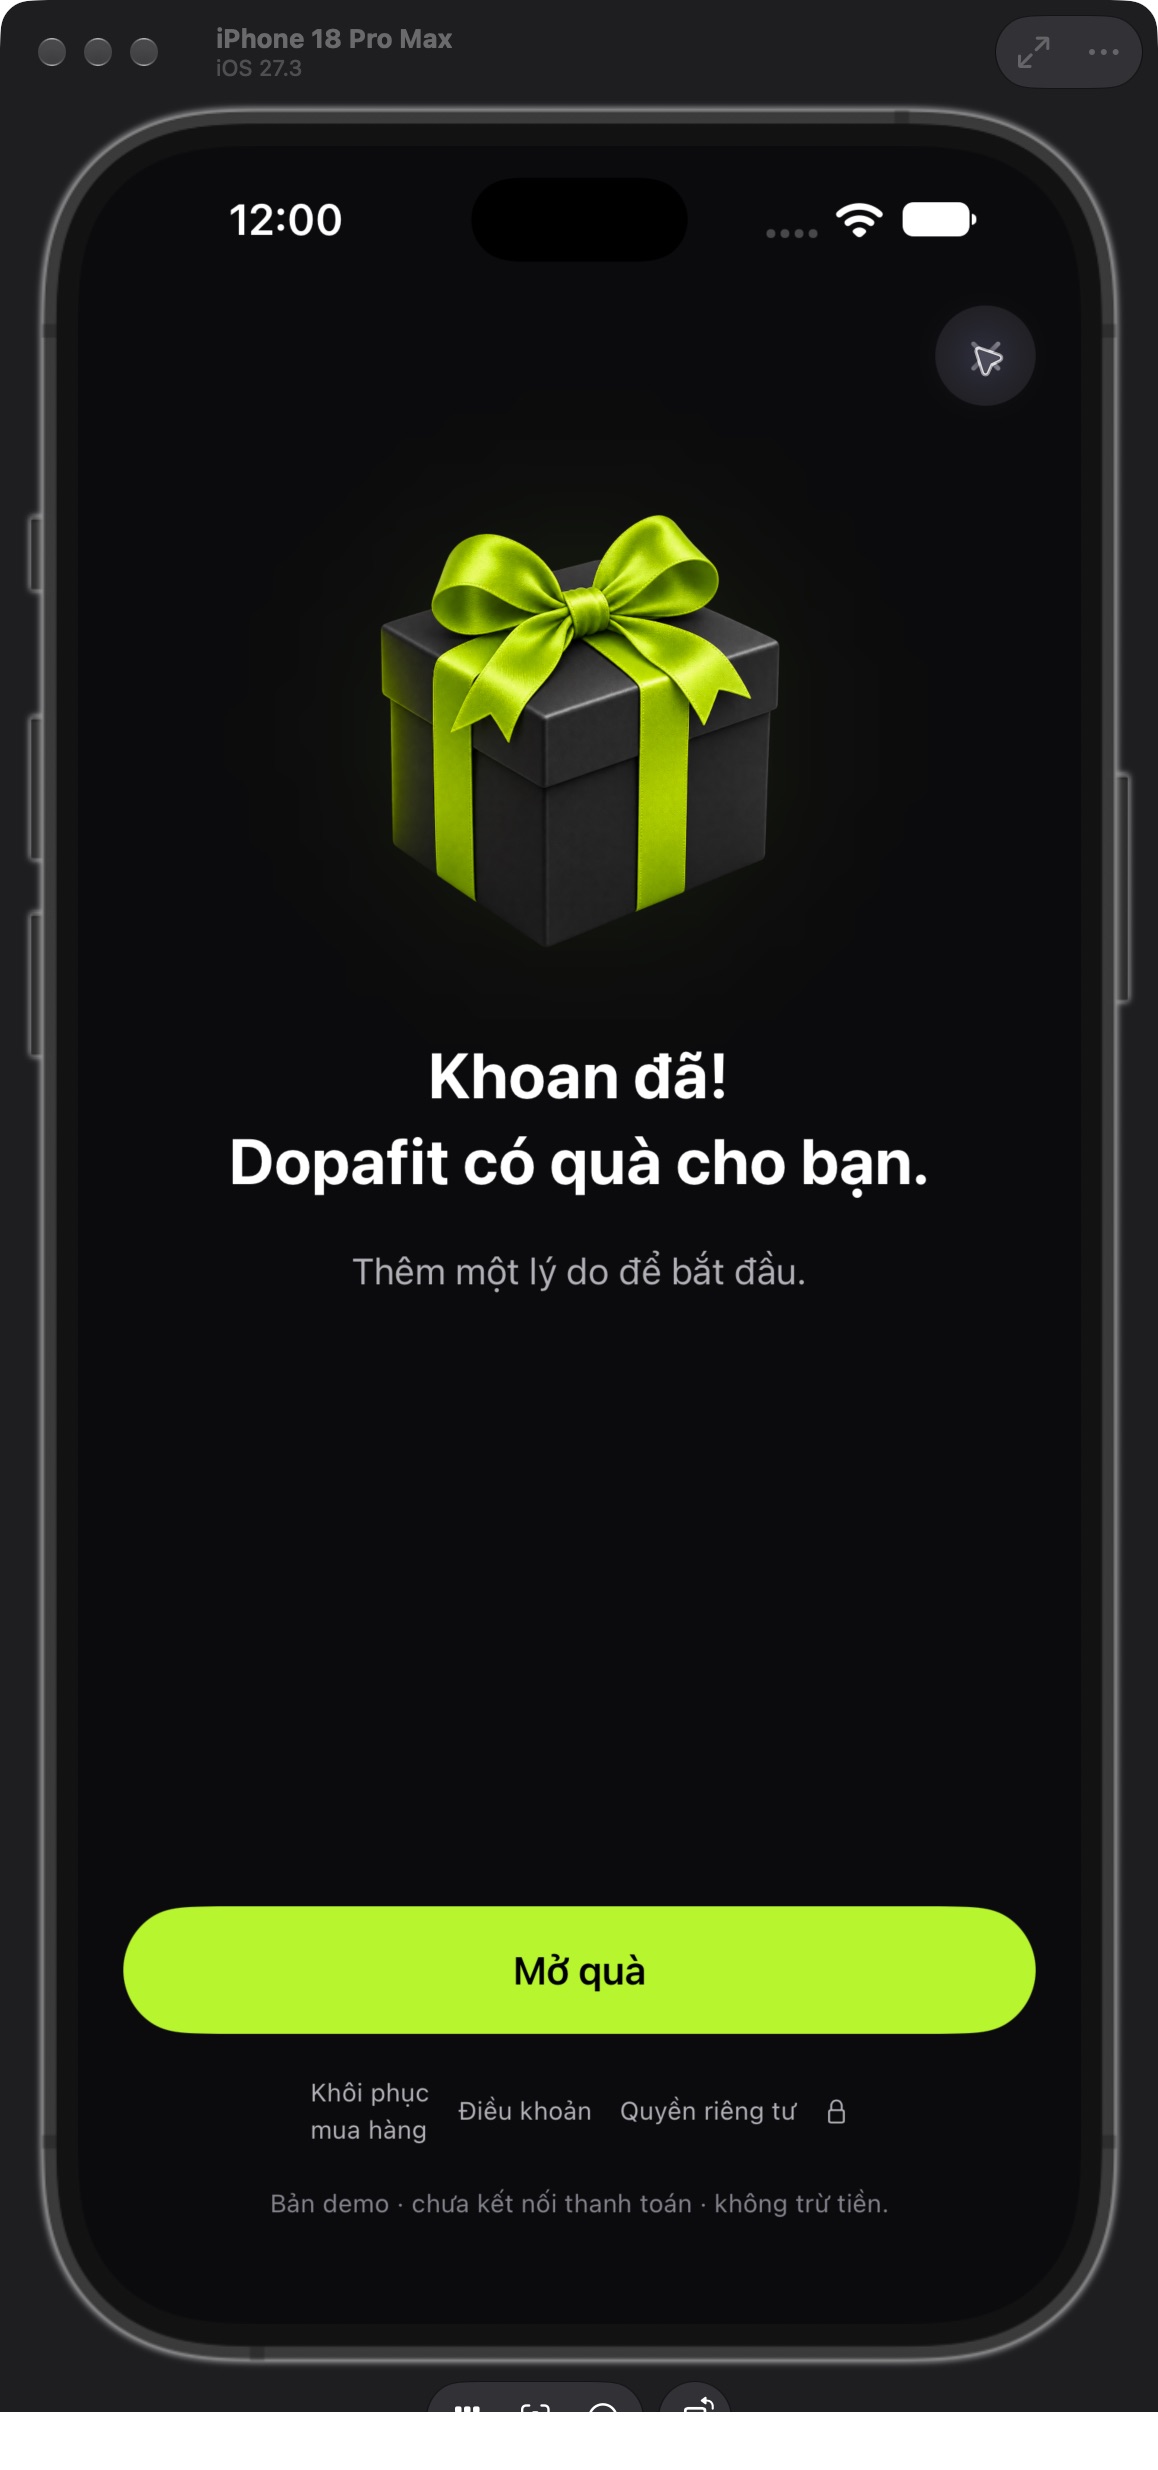 iPhone 18 Pro Max
iOS 27.3
12:00
Khoan đã!
Dopafit có quà cho bạn.
Thêm một lý do để bắt đầu.
Mở quà
Khôi phục
mua hàng
Điều khoản
Quyền riêng tư
Bản demo · chưa kết nối thanh toán · không trừ tiền.